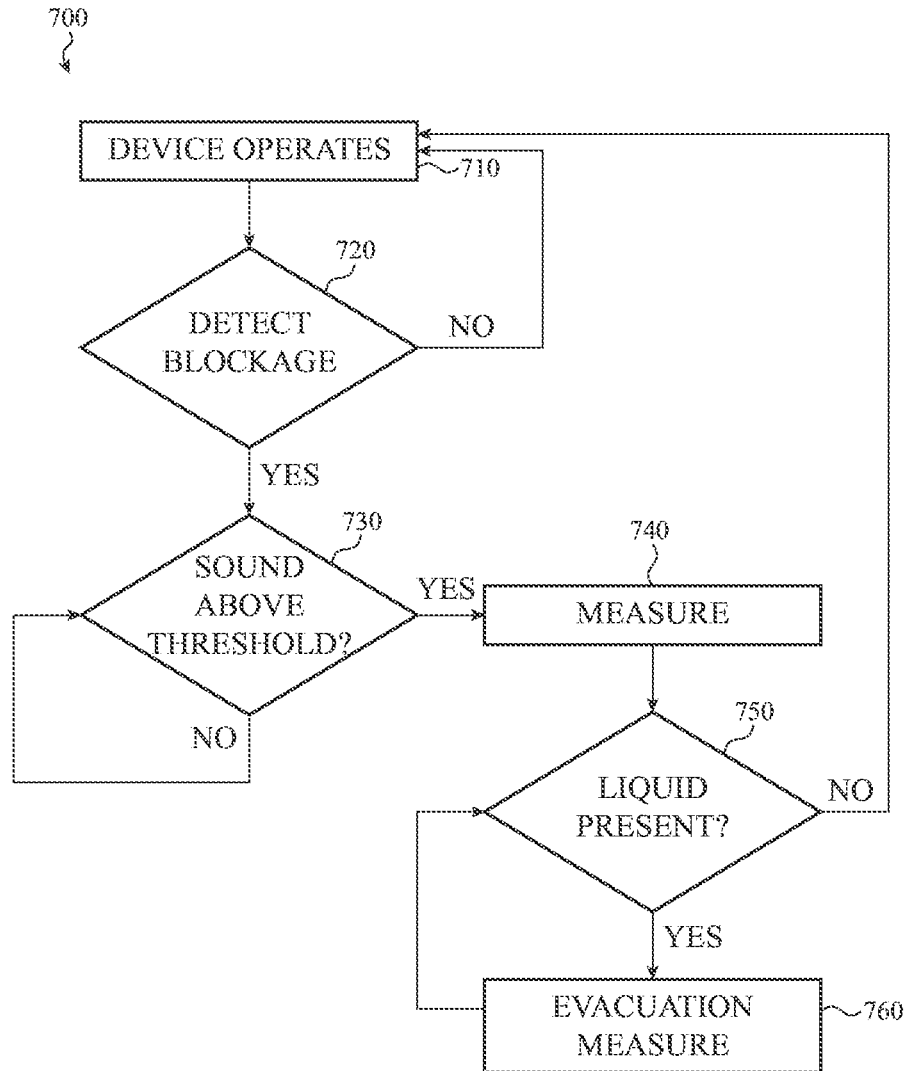 700
DEVICE OPERATES
710
720
DETECT
BLOCKAGE
NO
YES
730
SOUND
ABOVE
THRESHOLD?
YES
NO
740
MEASURE
750
LIQUID
PRESENT?
NO
YES
EVACUATION
MEASURE
760